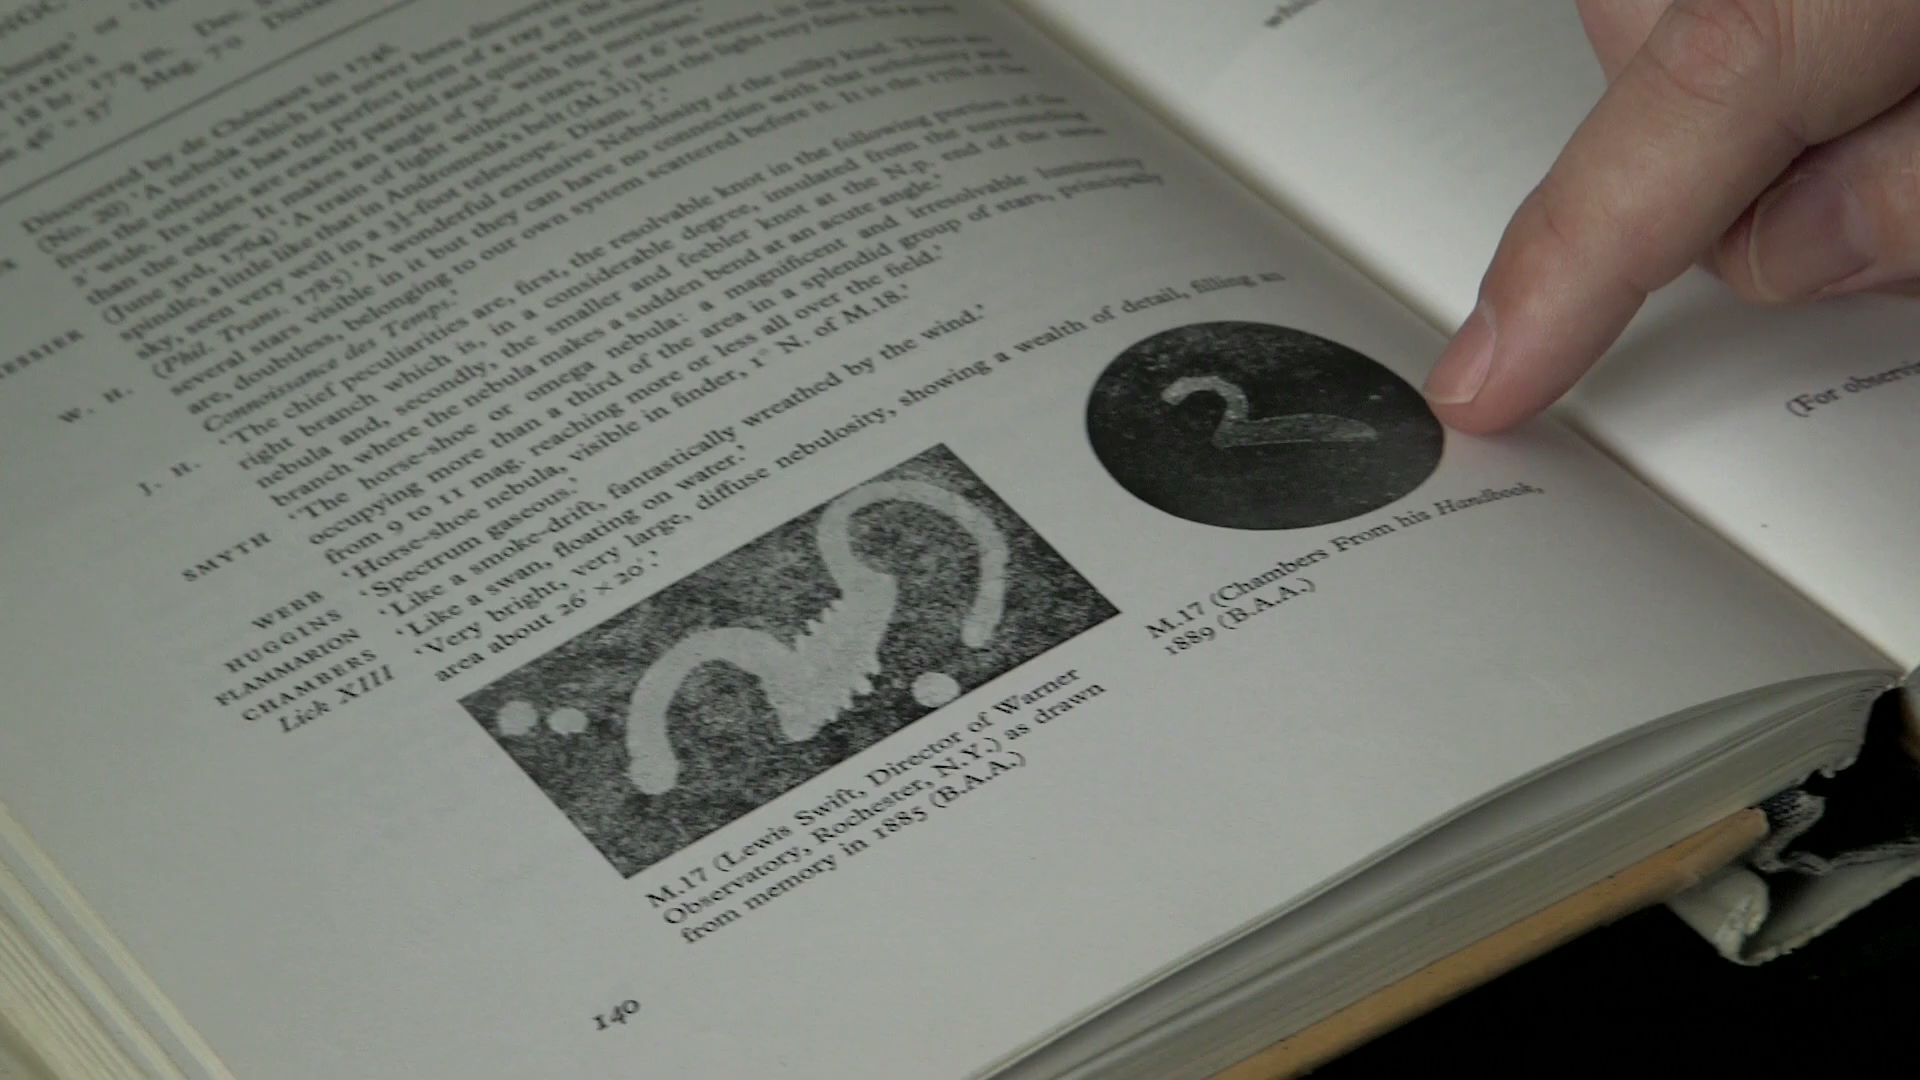 18 hr. 17·9 m. Dec.
46' × 37' Mag. 7·0
Discovered by de Chéseaux in 1746.
(No. 20) 'A nebula which has never been discovered
from the others: it has the perfect form of a ray or the
2' wide. Its sides are exactly parallel and quite well terminated
than the edges. It makes an angle of 30° with the meridian.'
(June 3rd, 1764) 'A train of light without stars, 5' or 6' in extent, in the
spindle, a little like that in Andromeda's belt (M.31) but the light very faint.
sky, seen very well in a 3½-foot telescope. Diam. 5'.'
W. H. (Phil. Trans. 1785) 'A wonderful extensive Nebulosity of the milky kind. There are
several stars visible in it but they can have no connection with that nebulosity and
are, doubtless, belonging to our own system scattered before it. It is the 17th of the
Connoissance des Temps.'
J. H. 'The chief peculiarities are, first, the resolvable knot in the following portion of the
right branch which is, in a considerable degree, insulated from the surrounding
nebula and, secondly, the smaller and feebler knot at the N.p. end of the same
branch where the nebula makes a sudden bend at an acute angle.'
SMYTH 'The horse-shoe or omega nebula: a magnificent and irresolvable luminosity
occupying more than a third of the area in a splendid group of stars, principally
from 9 to 11 mag. reaching more or less all over the field.'
WEBB 'Horse-shoe nebula, visible in finder, 1° N. of M.18.'
HUGGINS 'Spectrum gaseous.'
FLAMMARION 'Like a smoke-drift, fantastically wreathed by the wind.'
CHAMBERS 'Like a swan, floating on water.'
Lick XIII 'Very bright, very large, diffuse nebulosity, showing a wealth of detail, filling an
area about 26' × 20'.'
M.17 (Lewis Swift, Director of Warner
Observatory, Rochester, N.Y.) as drawn
from memory in 1885 (B.A.A.)
M.17 (Chambers From his Handbook,
1889 (B.A.A.)
140
(For observin